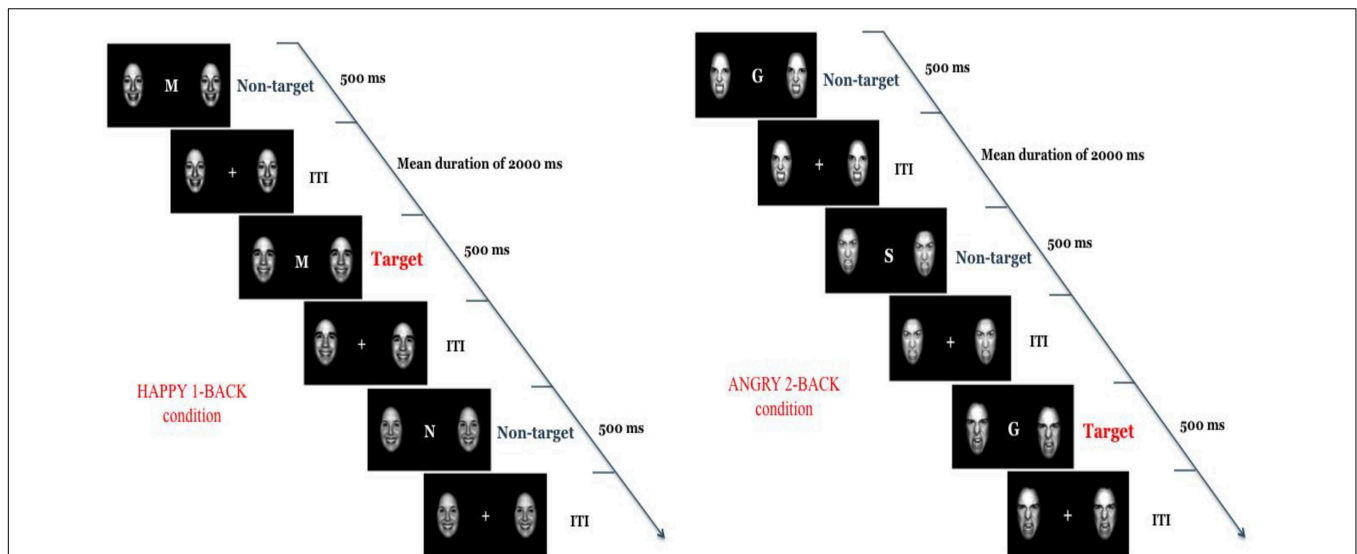 M
Non-target
500 ms
+
ITI
Mean duration of 2000 ms
M
Target
500 ms
+
ITI
HAPPY 1-BACK
condition
N
Non-target
500 ms
+
ITI
G
Non-target
500 ms
+
ITI
Mean duration of 2000 ms
S
Non-target
500 ms
+
ITI
ANGRY 2-BACK
condition
G
Target
500 ms
+
ITI